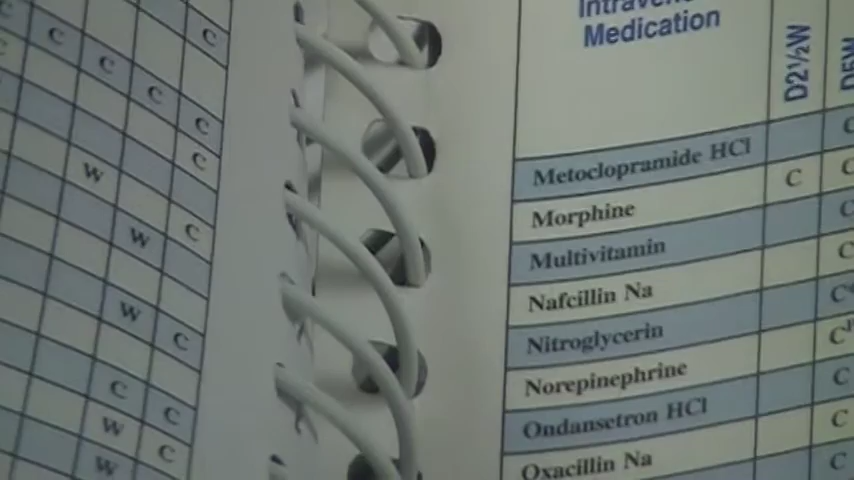 C
C
C
C
C
C
W
C
W
W
C
C
C
W
C
W
Medication
D2½W
Metoclopramide HCl
Morphine C C
Multivitamin C
Nafcillin Na C
Nitroglycerin
Norepinephrine
Ondansetron HCl C
Oxacillin Na C
C